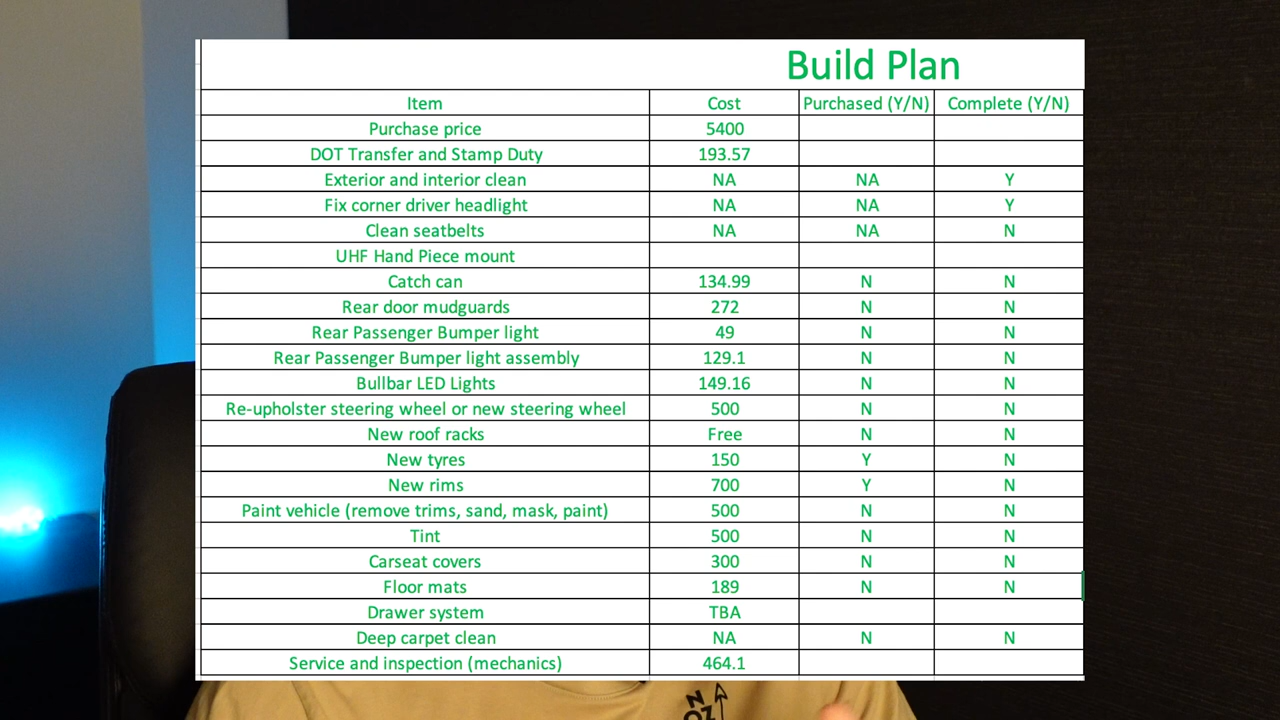 Build Plan
Item Cost Purchased (Y/N) Complete (Y/N)
Purchase price 5400
DOT Transfer and Stamp Duty 193.57
Exterior and interior clean NA NA Y
Fix corner driver headlight NA NA Y
Clean seatbelts NA NA N
UHF Hand Piece mount
Catch can 134.99 N N
Rear door mudguards 272 N N
Rear Passenger Bumper light 49 N N
Rear Passenger Bumper light assembly 129.1 N N
Bullbar LED Lights 149.16 N N
Re-upholster steering wheel or new steering wheel 500 N N
New roof racks Free N N
New tyres 150 Y N
New rims 700 Y N
Paint vehicle (remove trims, sand, mask, paint) 500 N N
Tint 500 N N
Carseat covers 300 N N
Floor mats 189 N N
Drawer system TBA
Deep carpet clean NA N N
Service and inspection (mechanics) 464.1